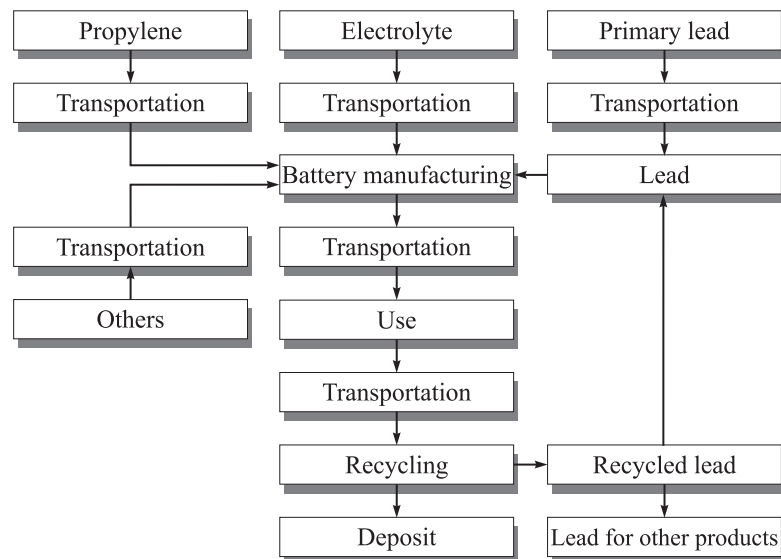 Propylene
Electrolyte
Primary lead
Transportation
Transportation
Transportation
Battery manufacturing
Lead
Transportation
Transportation
Others
Use
Transportation
Recycling
Recycled lead
Deposit
Lead for other products